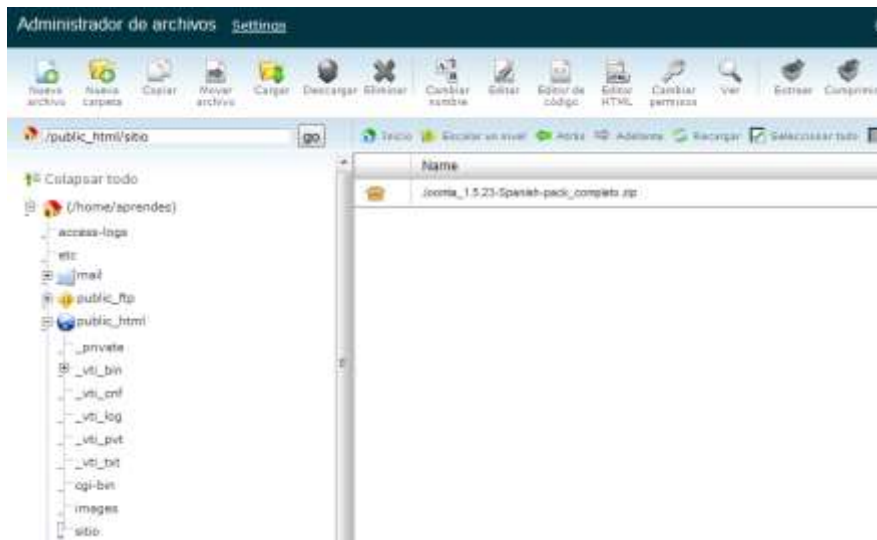 Administrador de archivos Settings
Nuevo archivo
Nueva carpeta
Copiar
Mover archivo
Cargar
Descargar
Eliminar
Cambiar nombre
Editar
Editor de código
Editor HTML
Cambiar permisos
Ver
Extraer
Comprimir
/public_html/sitio go
Inicio Escalar un nivel Atrás Adelante Recargar Seleccionar todo
Name
Joomla_1.5.23-Spanish-pack_completo.zip
Colapsar todo
(/home/aprendes)
access-logs
etc
mail
public_ftp
public_html
_private
_vti_bin
_vti_cnf
_vti_log
_vti_pvt
_vti_txt
cgi-bin
images
sitio